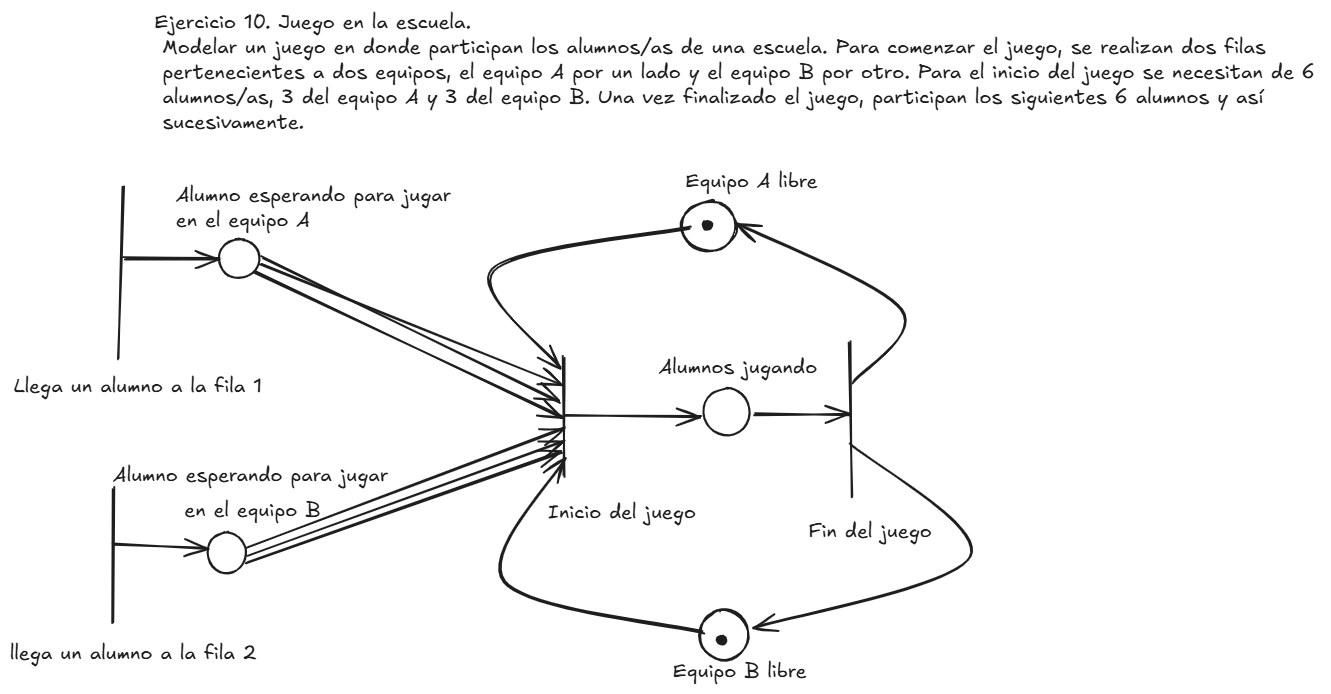 Ejercicio 10. Juego en la escuela.
Modelar un juego en donde participan los alumnos/as de una escuela. Para comenzar el juego, se realizan dos filas
pertenecientes a dos equipos, el equipo A por un lado y el equipo B por otro. Para el inicio del juego se necesitan de 6
alumnos/as, 3 del equipo A y 3 del equipo B. Una vez finalizado el juego, participan los siguientes 6 alumnos y así
sucesivamente.
Equipo A libre
Alumno esperando para jugar
en el equipo A
Llega un alumno a la fila 1
Alumnos jugando
Alumno esperando para jugar
en el equipo B
Inicio del juego
Fin del juego
llega un alumno a la fila 2
Equipo B libre